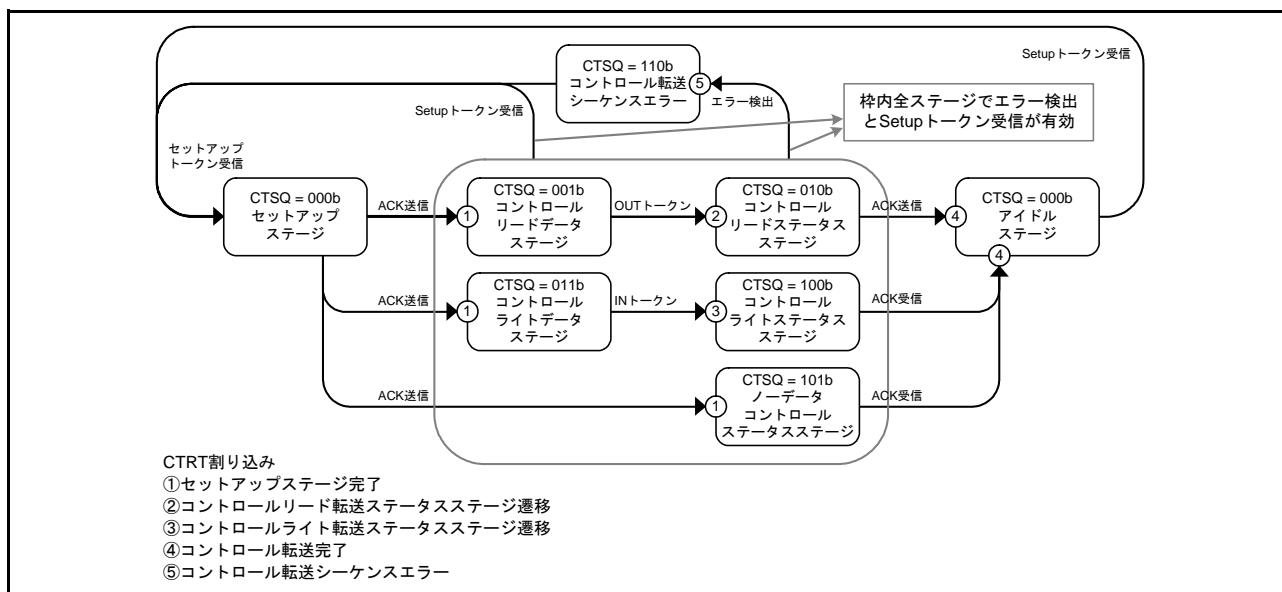 Setupトークン受信
CTSQ = 110b
コントロール転送
シーケンスエラー
⑤
エラー検出
Setupトークン受信
枠内全ステージでエラー検出
とSetupトークン受信が有効
セットアップ
トークン受信
CTSQ = 000b
セットアップ
ステージ
ACK送信
①
CTSQ = 001b
コントロール
リードデータ
ステージ
OUTトークン
②
CTSQ = 010b
コントロール
リードステータス
ステージ
ACK送信
④
CTSQ = 000b
アイドル
ステージ
④
ACK送信
①
CTSQ = 011b
コントロール
ライトデータ
ステージ
INトークン
③
CTSQ = 100b
コントロール
ライトステータス
ステージ
ACK受信
ACK送信
①
CTSQ = 101b
ノーデータ
コントロール
ステータスステージ
ACK受信
CTRT割り込み
①セットアップステージ完了
②コントロールリード転送ステータスステージ遷移
③コントロールライト転送ステータスステージ遷移
④コントロール転送完了
⑤コントロール転送シーケンスエラー